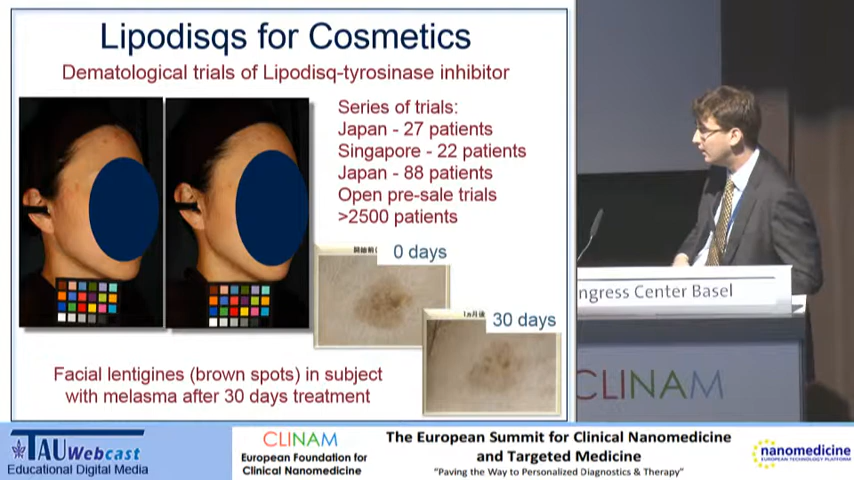 Lipodisqs for Cosmetics
Dematological trials of Lipodisq-tyrosinase inhibitor
Series of trials:
Japan - 27 patients
Singapore - 22 patients
Japan - 88 patients
Open pre-sale trials
>2500 patients
0 days
30 days
Facial lentigines (brown spots) in subject
with melasma after 30 days treatment
ngress Center Basel
CLINAM
TAU Webcast
Educational Digital Media
CLINAM
European Foundation for
Clinical Nanomedicine
The European Summit for Clinical Nanomedicine
and Targeted Medicine
"Paving the Way to Personalized Diagnostics & Therapy"
nanomedicine
EUROPEAN TECHNOLOGY PLATFORM